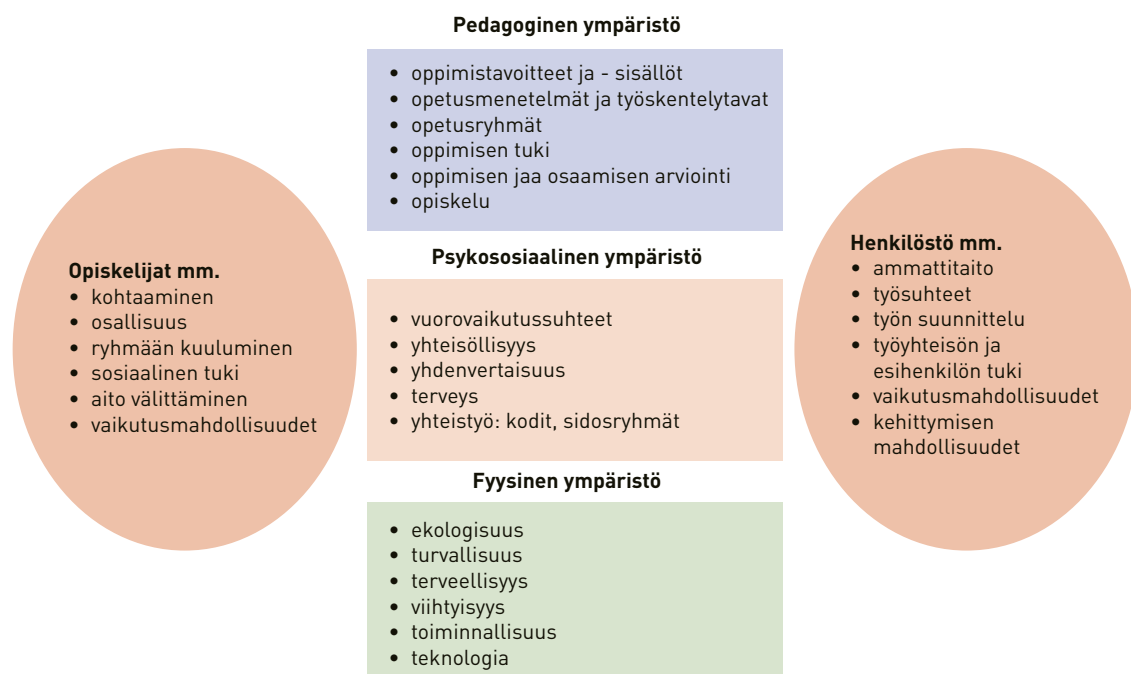 Pedagoginen ympäristö
• oppimistavoitteet ja - sisällöt
• opetusmenetelmät ja työskentelytavat
• opetusryhmät
• oppimisen tuki
• oppimisen jaa osaamisen arviointi
• opiskelu
Opiskelijat mm.
• kohtaaminen
• osallisuus
• ryhmään kuuluminen
• sosiaalinen tuki
• aito välittäminen
• vaikutusmahdollisuudet
Psykososiaalinen ympäristö
• vuorovaikutussuhteet
• yhteisöllisyys
• yhdenvertaisuus
• terveys
• yhteistyö: kodit, sidosryhmät
Henkilöstö mm.
• ammattitaito
• työsuhteet
• työn suunnittelu
• työyhteisön ja
esihenkilön tuki
• vaikutusmahdollisuudet
• kehittymisen
mahdollisuudet
Fyysinen ympäristö
• ekologisuus
• turvallisuus
• terveellisyys
• viihtyisyys
• toiminnallisuus
• teknologia